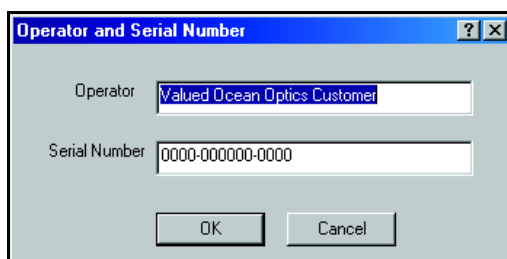 Operator and Serial Number
Operator Valued Ocean Optics Customer
Serial Number 0000-000000-0000
OK Cancel